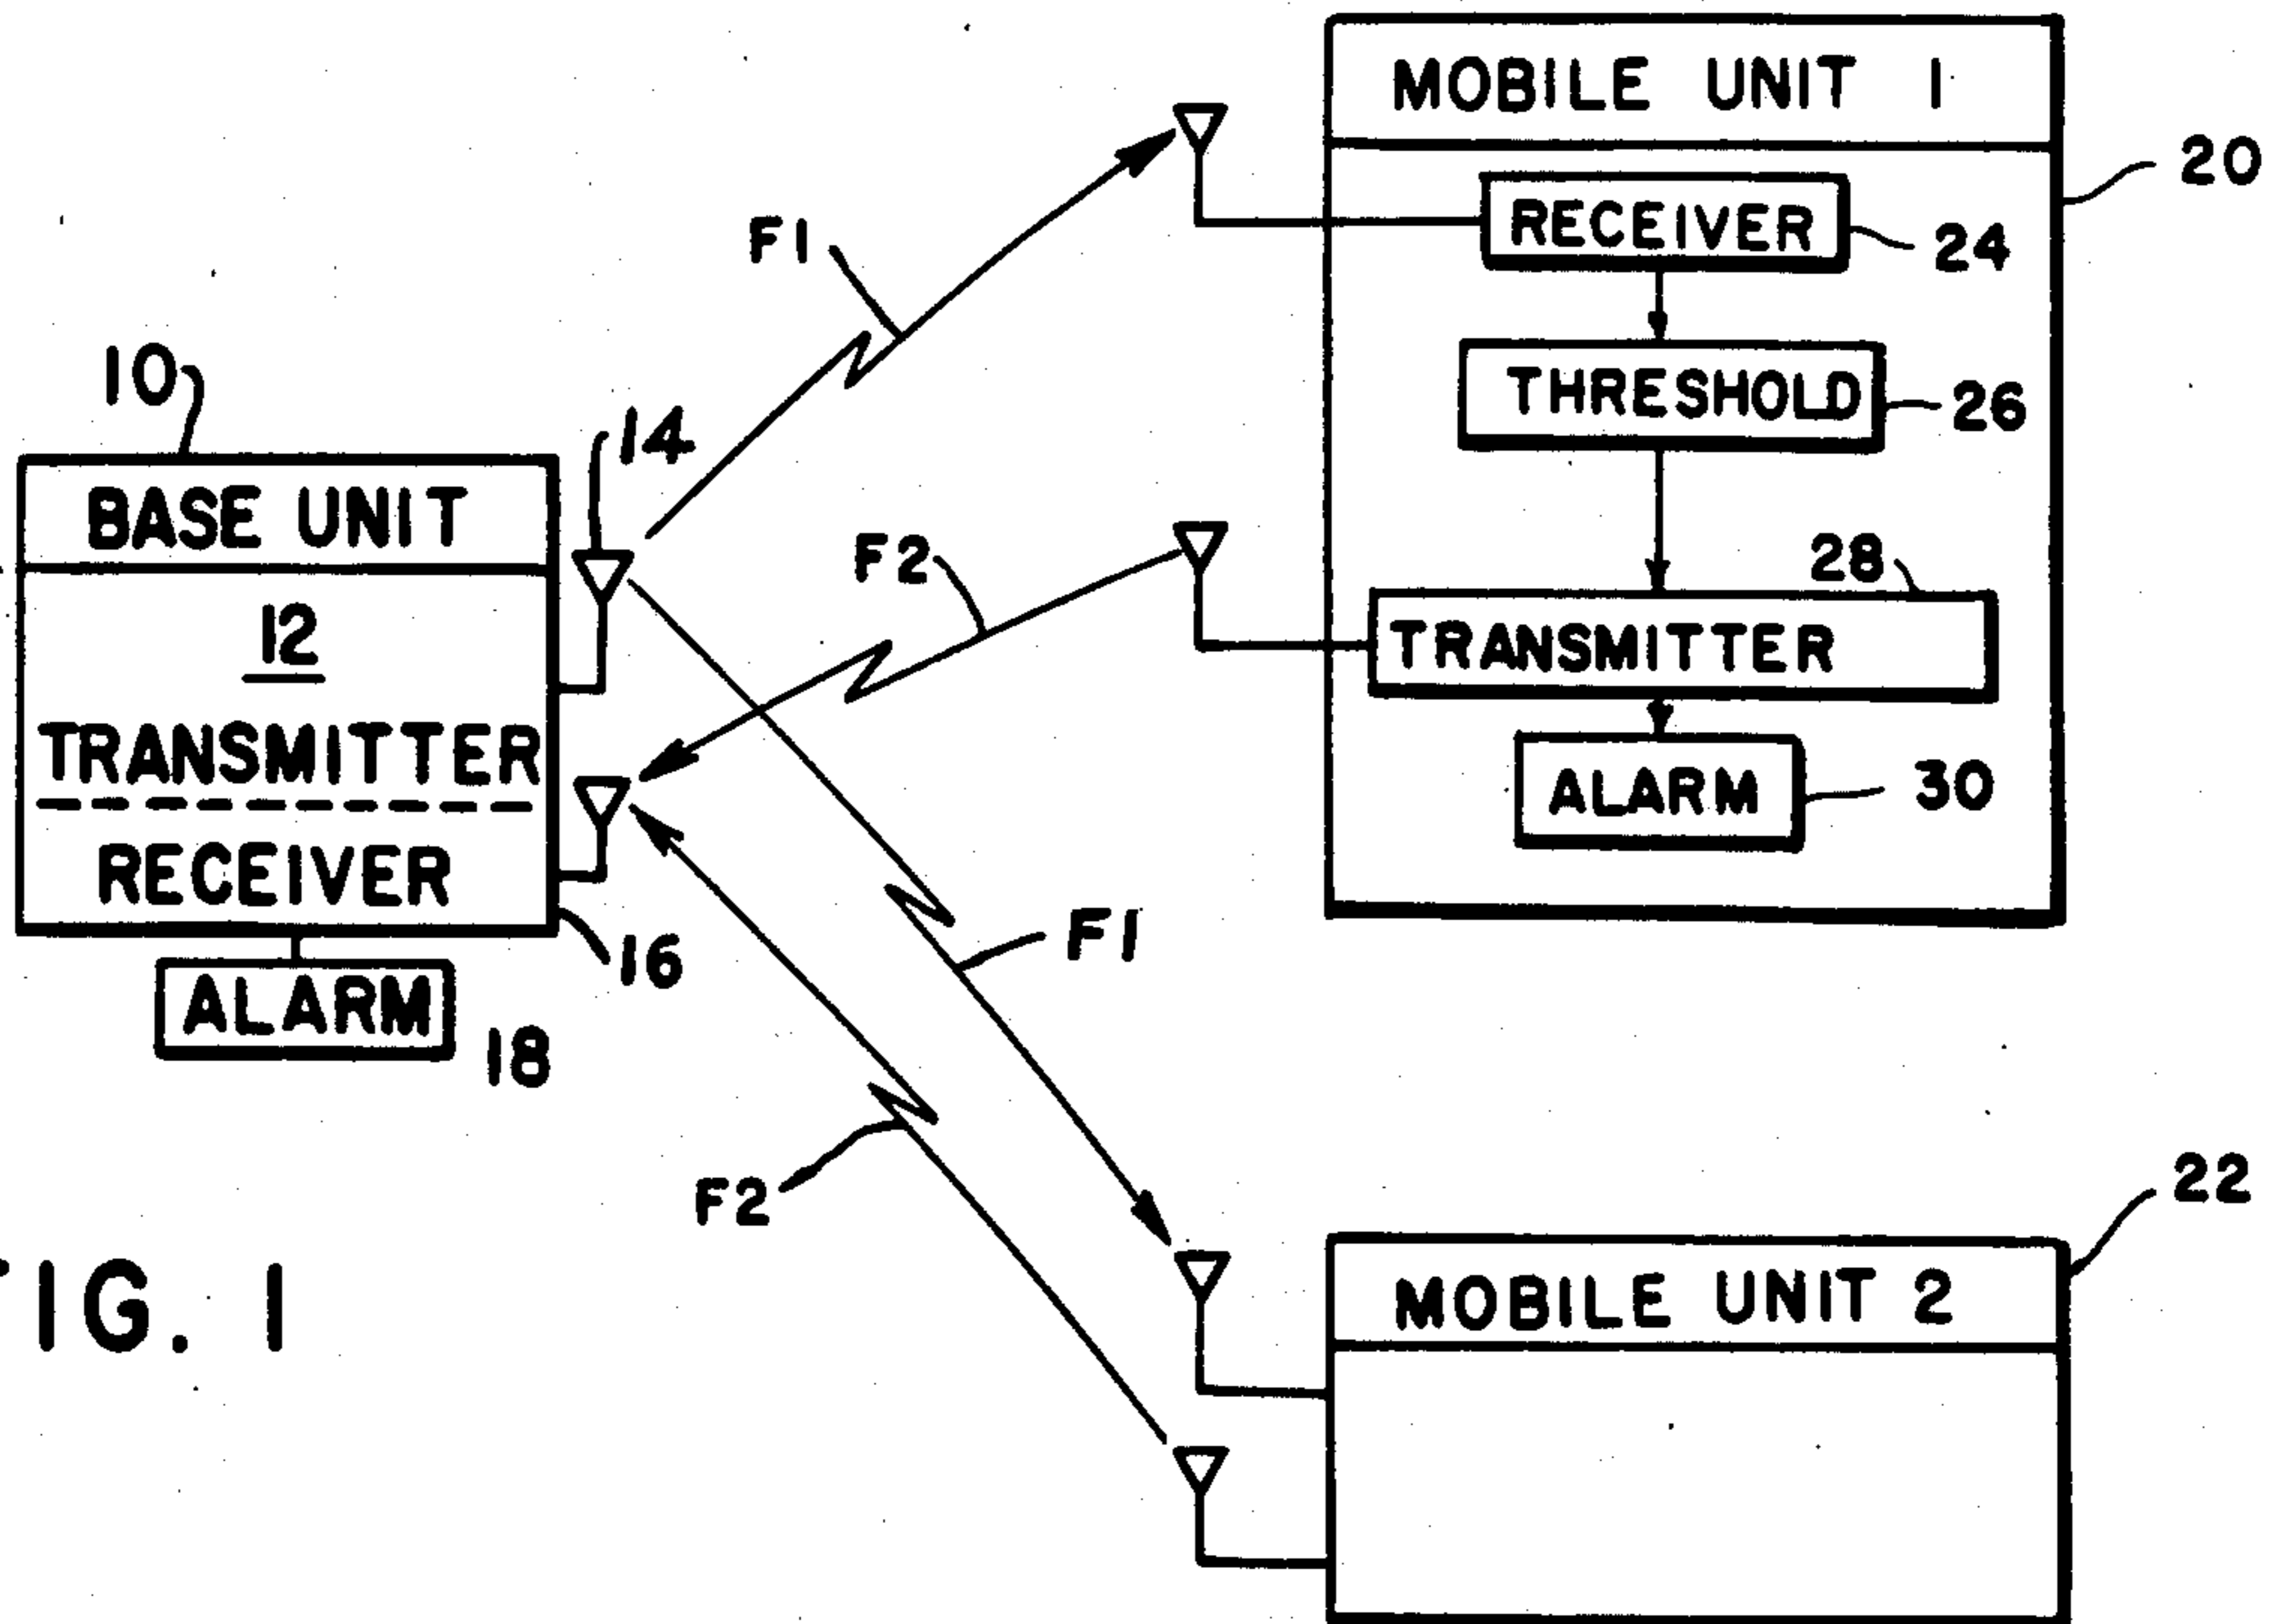 MOBILE UNIT 1
20
RECEIVER
24
F1
THRESHOLD
26
10
14
BASE UNIT
F2
28
12
TRANSMITTER
TRANSMITTER
ALARM
30
RECEIVER
16
F1
ALARM
18
F2
22
MOBILE UNIT 2
IG. 1